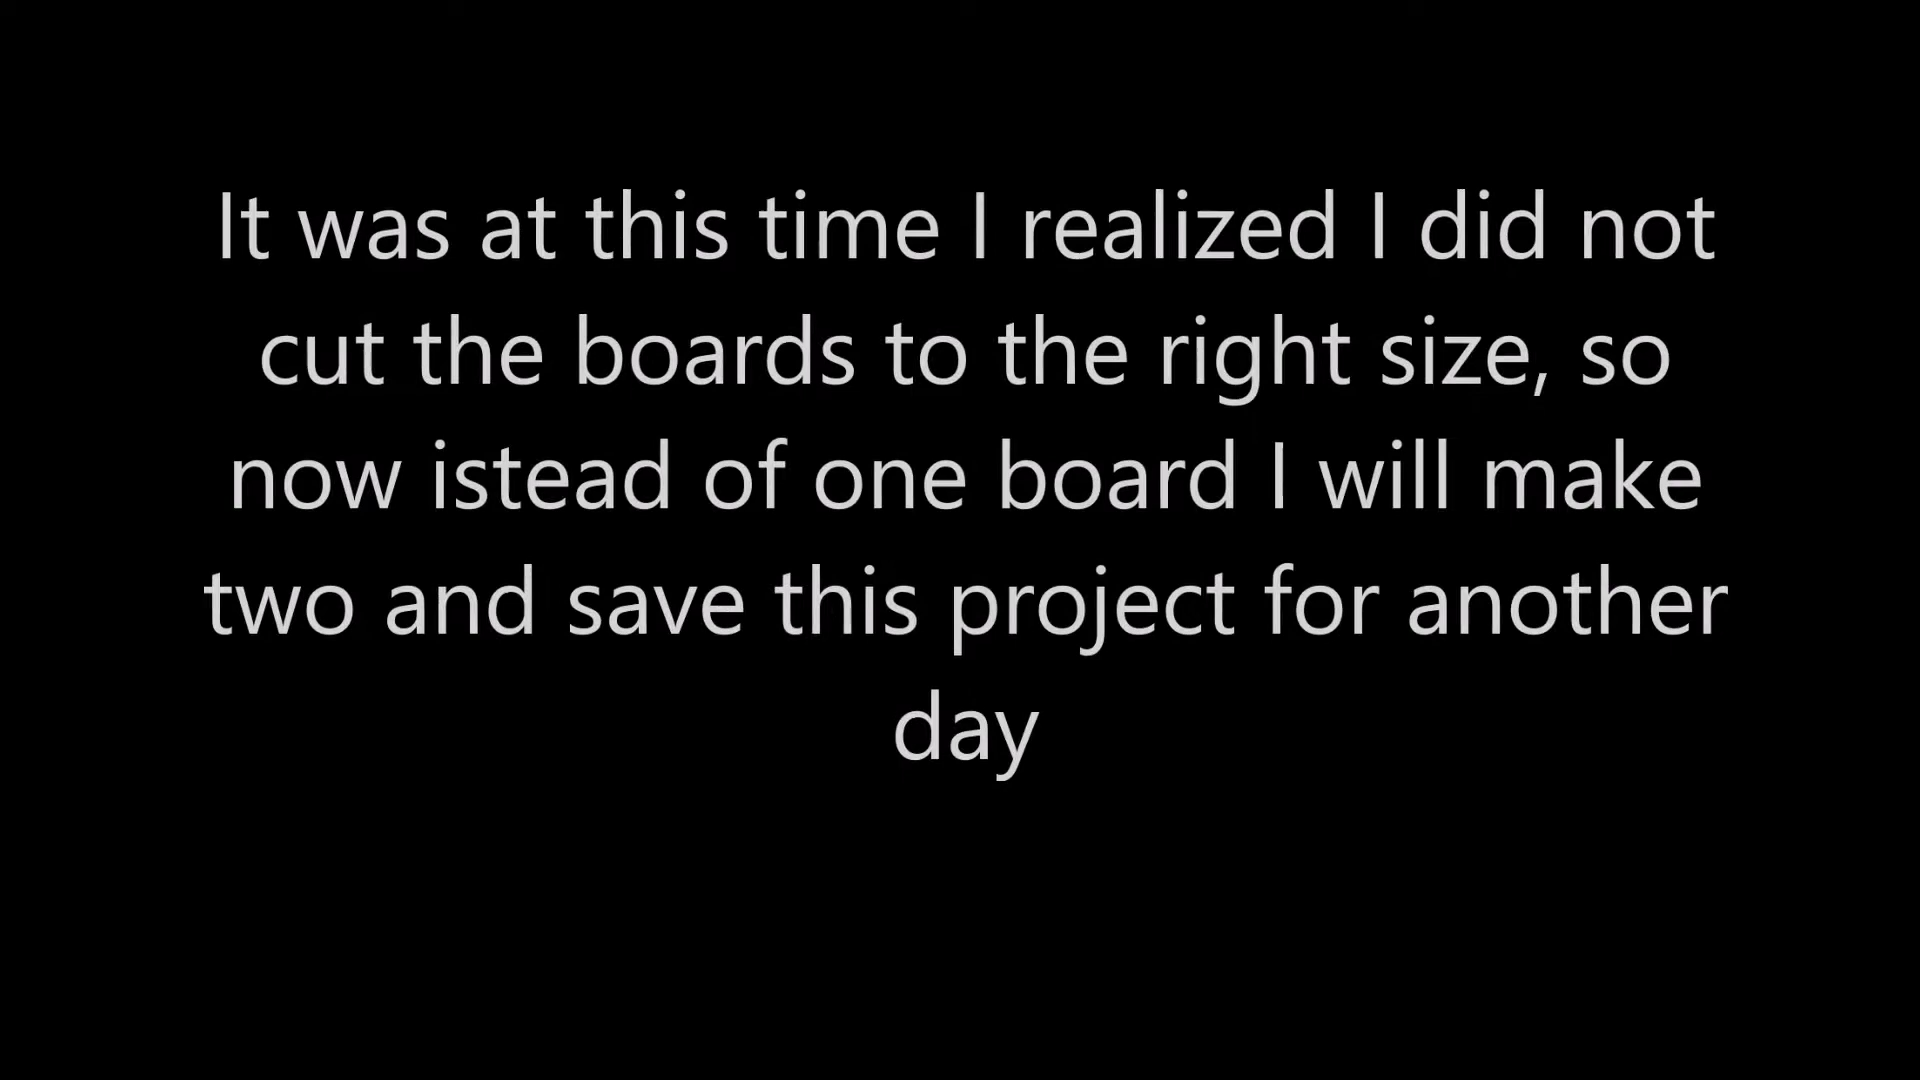 It was at this time I realized I did not
cut the boards to the right size, so
now istead of one board I will make
two and save this project for another
day